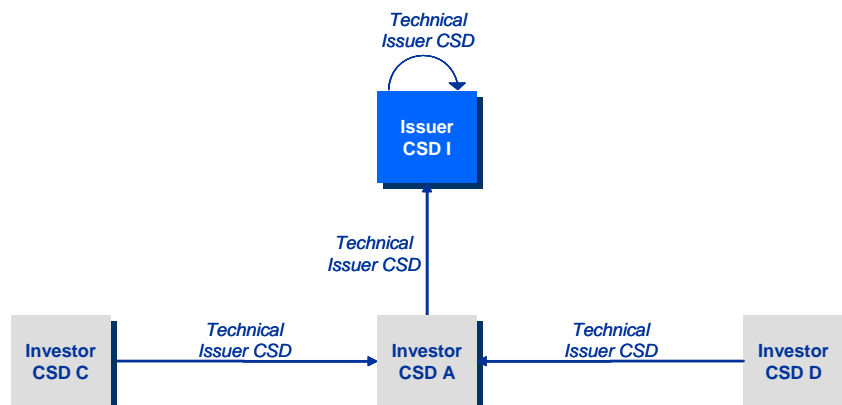 Technical
Issuer CSD
Issuer
CSD I
Technical
Issuer CSD
Investor
CSD C
Technical
Issuer CSD
Investor
CSD A
Technical
Issuer CSD
Investor
CSD D